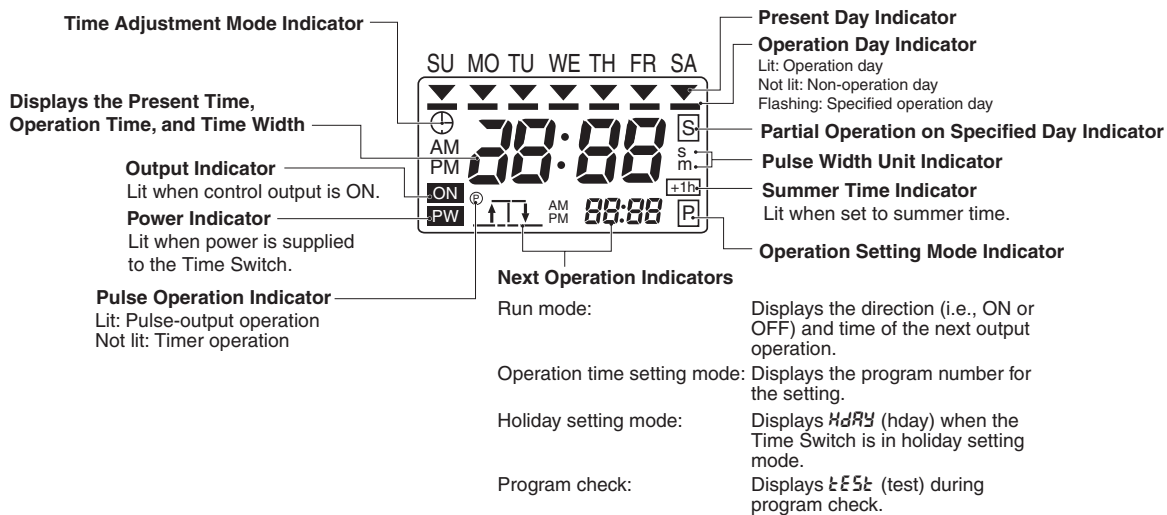 Time Adjustment Mode Indicator
Present Day Indicator
Operation Day Indicator
Lit: Operation day
Not lit: Non-operation day
Flashing: Specified operation day
SU MO TU WE TH FR SA
Displays the Present Time,
Operation Time, and Time Width
AM
PM
38:88
S
s
m
+1h
ON
PW
P
AM
PM
88:88
P
Partial Operation on Specified Day Indicator
Pulse Width Unit Indicator
Summer Time Indicator
Lit when set to summer time.
Operation Setting Mode Indicator
Output Indicator
Lit when control output is ON.
Power Indicator
Lit when power is supplied
to the Time Switch.
Pulse Operation Indicator
Lit: Pulse-output operation
Not lit: Timer operation
Next Operation Indicators
Run mode: Displays the direction (i.e., ON or
OFF) and time of the next output
operation.
Operation time setting mode: Displays the program number for
the setting.
Holiday setting mode: Displays HdAY (hday) when the
Time Switch is in holiday setting
mode.
Program check: Displays tESt (test) during
program check.